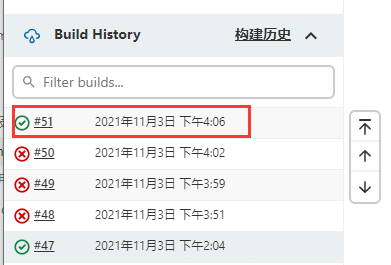 Build History 构建历史
Filter builds...
#51 2021年11月3日 下午4:06
#50 2021年11月3日 下午4:02
#49 2021年11月3日 下午3:59
#48 2021年11月3日 下午3:51
#47 2021年11月3日 下午2:04